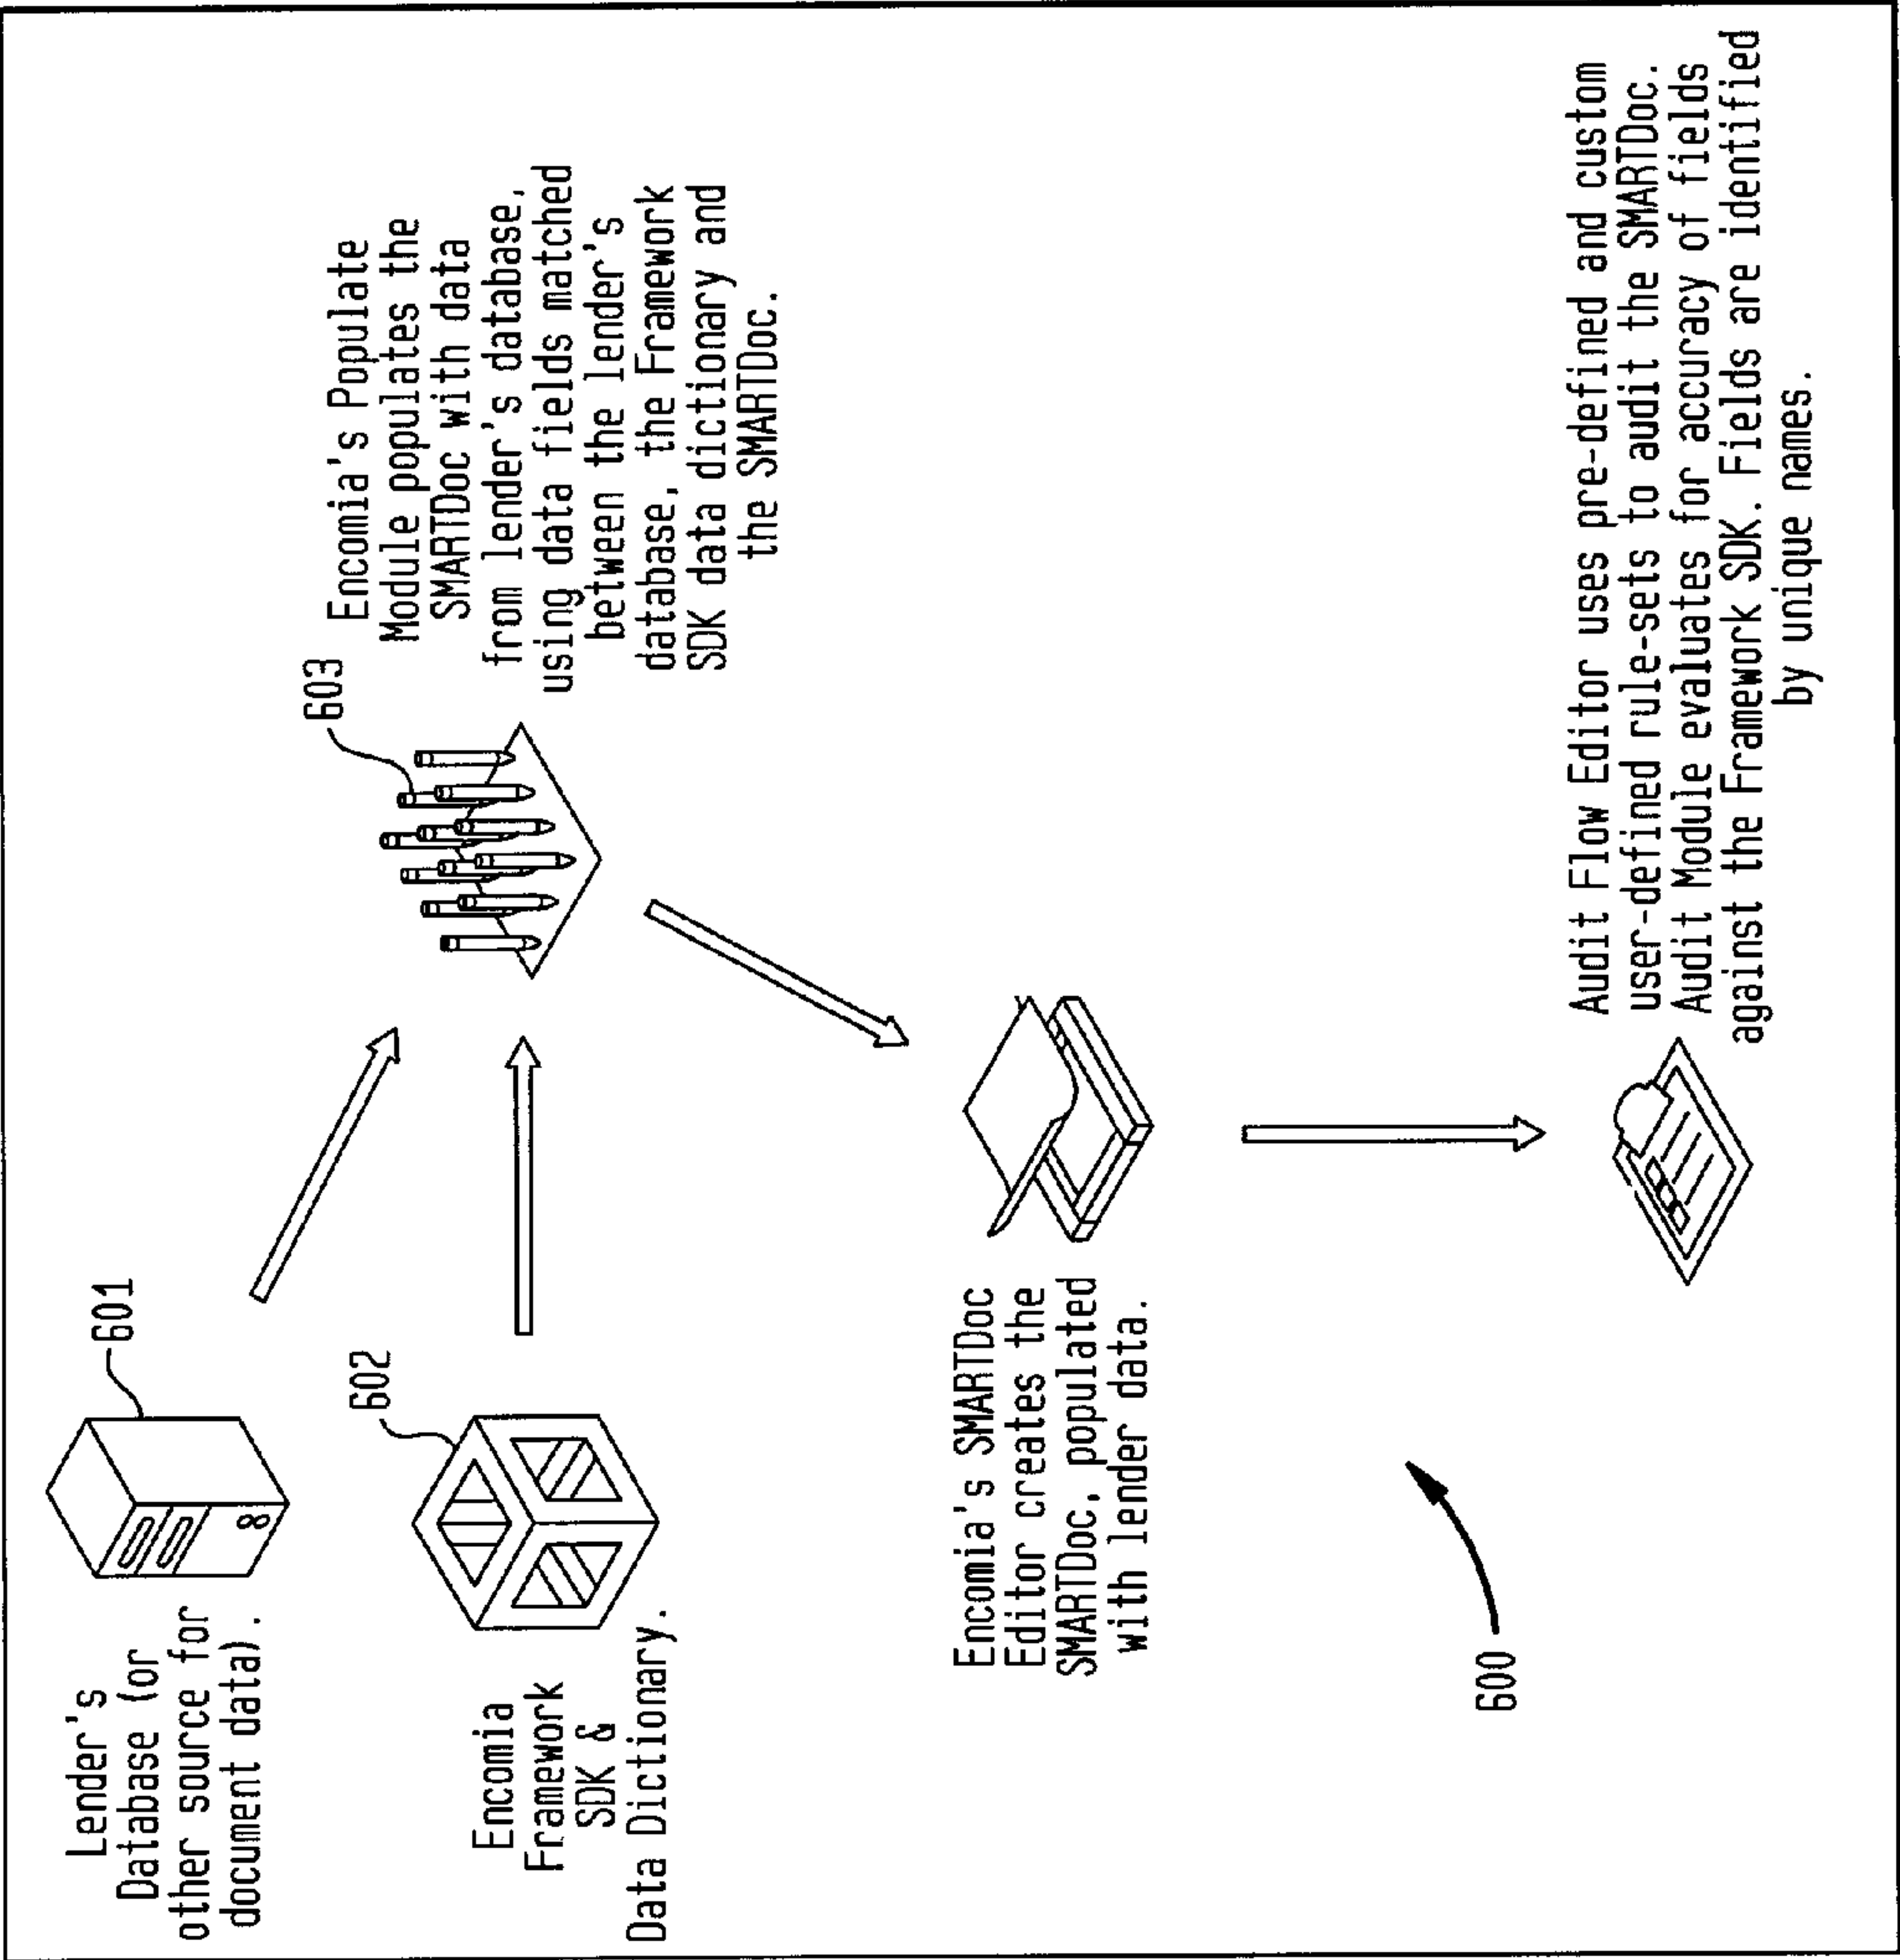 Lender's
Database (or
other source for
document data).
601
Encomia
Framework
SDK &
Data Dictionary.
602
603
Encomia's Populate
Module populates the
SMARTDoc with data
from lender's database,
using data fields matched
between the lender's
database, the Framework
SDK data dictionary and
the SMARTDoc.
Encomia's SMARTDoc
Editor creates the
SMARTDoc, populated
with lender data.
Audit Flow Editor uses pre-defined and custom
user-defined rule-sets to audit the SMARTDoc.
Audit Module evaluates for accuracy of fields
against the Framework SDK. Fields are identified
by unique names.
600
8